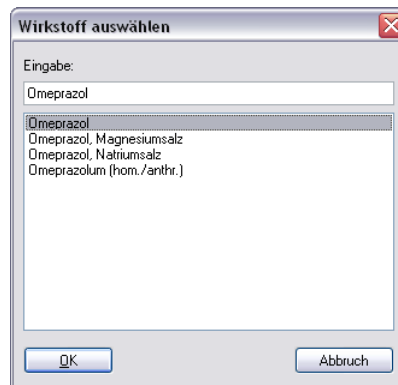 Wirkstoff auswählen
Eingabe:
Omeprazol
Omeprazol
Omeprazol, Magnesiumsalz
Omeprazol, Natriumsalz
Omeprazolum (hom./anthr.)
OK
Abbruch